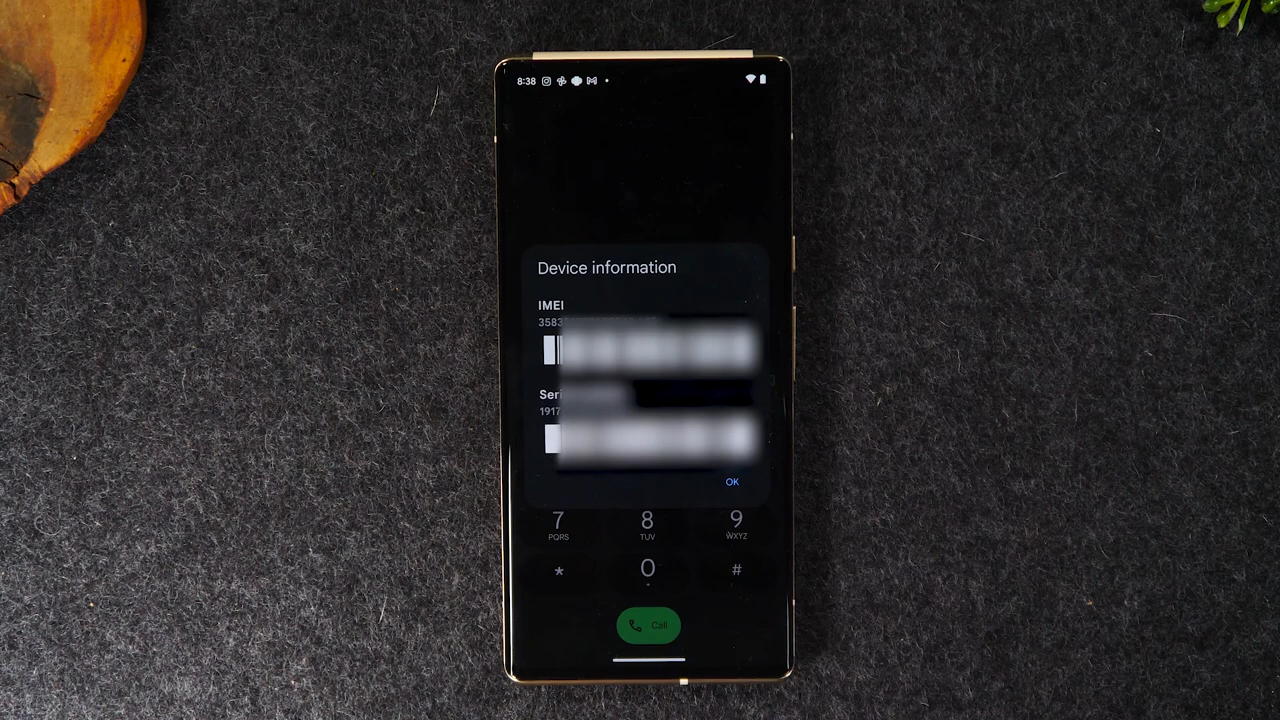 8:38
Device information
IMEI
3583
Seri
1917
OK
7 8 9
PQRS TUV WXYZ
* 0 #
Call